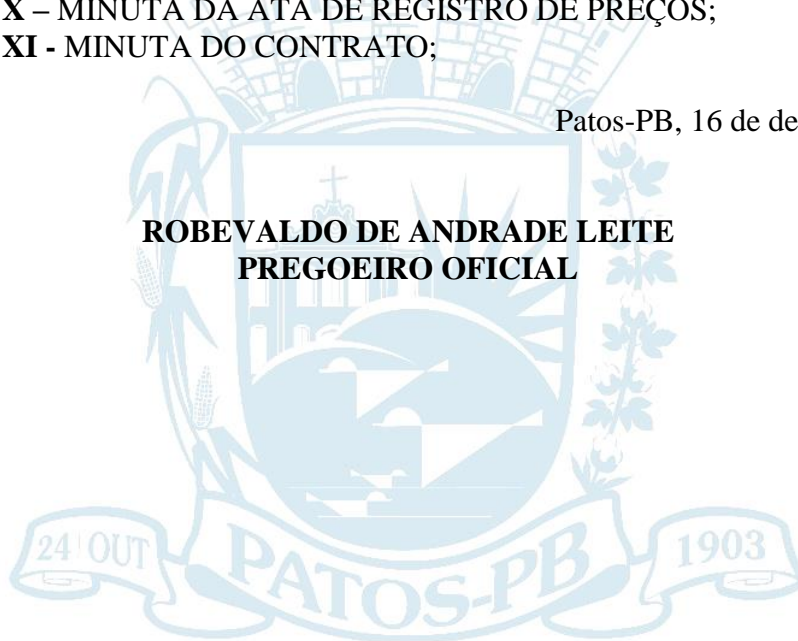 X – MINUTA DA ATA DE REGISTRO DE PREÇOS;
XI - MINUTA DO CONTRATO;
Patos-PB, 16 de de
ROBEVALDO DE ANDRADE LEITE
PREGOEIRO OFICIAL
24 OUT
PATOS-PB
1903